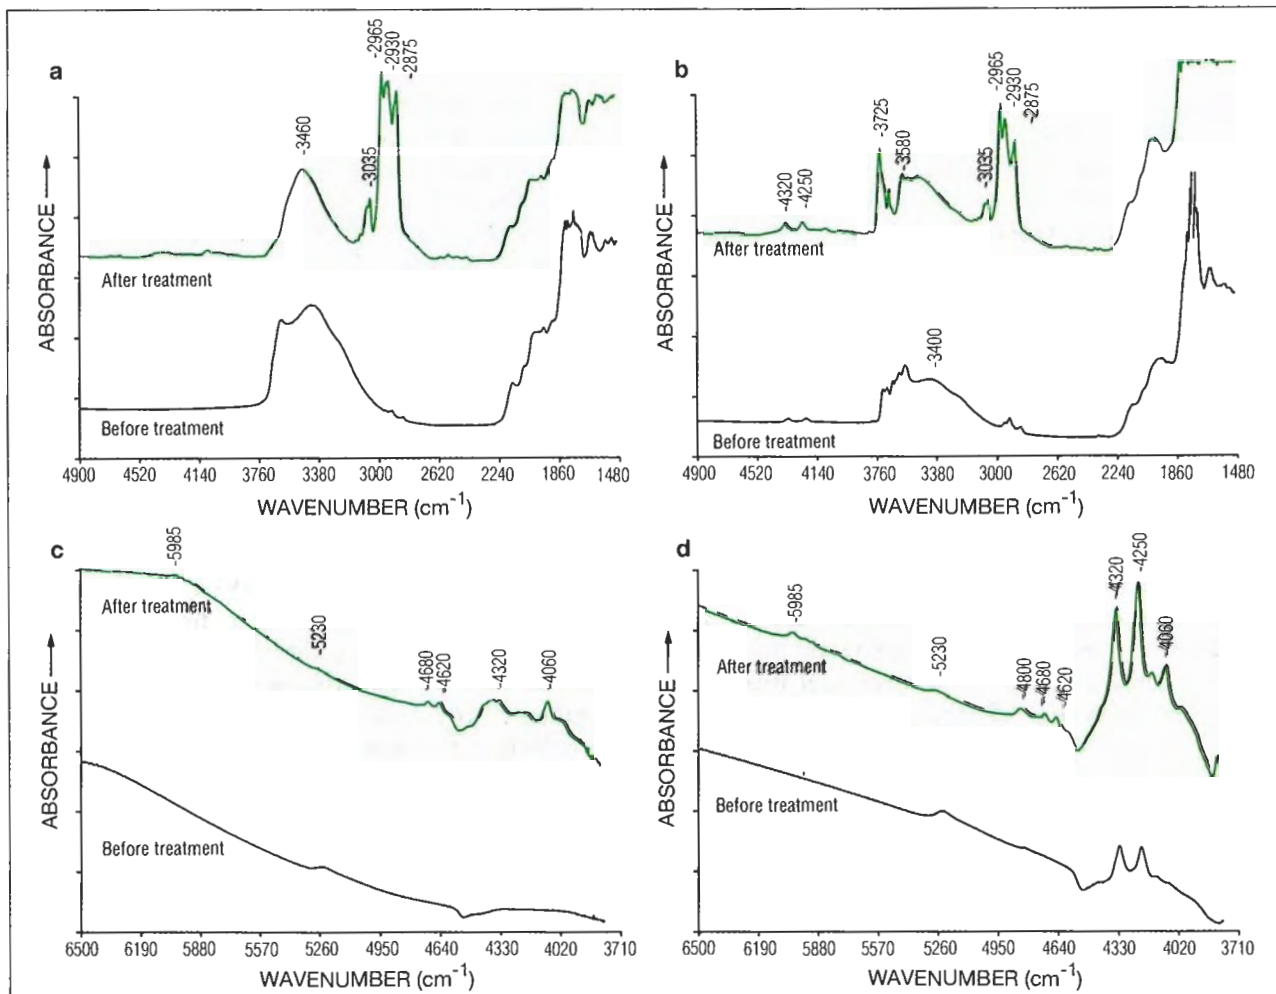 a
-2965
-2930
-2875
-3460
-3035
After treatment
Before treatment
ABSORBANCE
4900 4520 4140 3760 3380 3000 2620 2240 1860 1480
WAVENUMBER (cm⁻¹)
b
-2965
-2930
-2875
-3725
-3580
-3035
-4320
-4250
After treatment
-3400
Before treatment
ABSORBANCE
4900 4520 4140 3760 3380 3000 2620 2240 1860 1480
WAVENUMBER (cm⁻¹)
c
-5985
After treatment
-5230
-4680
-4620
-4320
-4060
Before treatment
ABSORBANCE
6500 6190 5880 5570 5260 4950 4640 4330 4020 3710
WAVENUMBER (cm⁻¹)
d
-5985
After treatment
-5230
-4800
-4680
-4620
-4320
-4250
-4060
Before treatment
ABSORBANCE
6500 6190 5880 5570 5260 4950 4640 4330 4020 3710
WAVENUMBER (cm⁻¹)